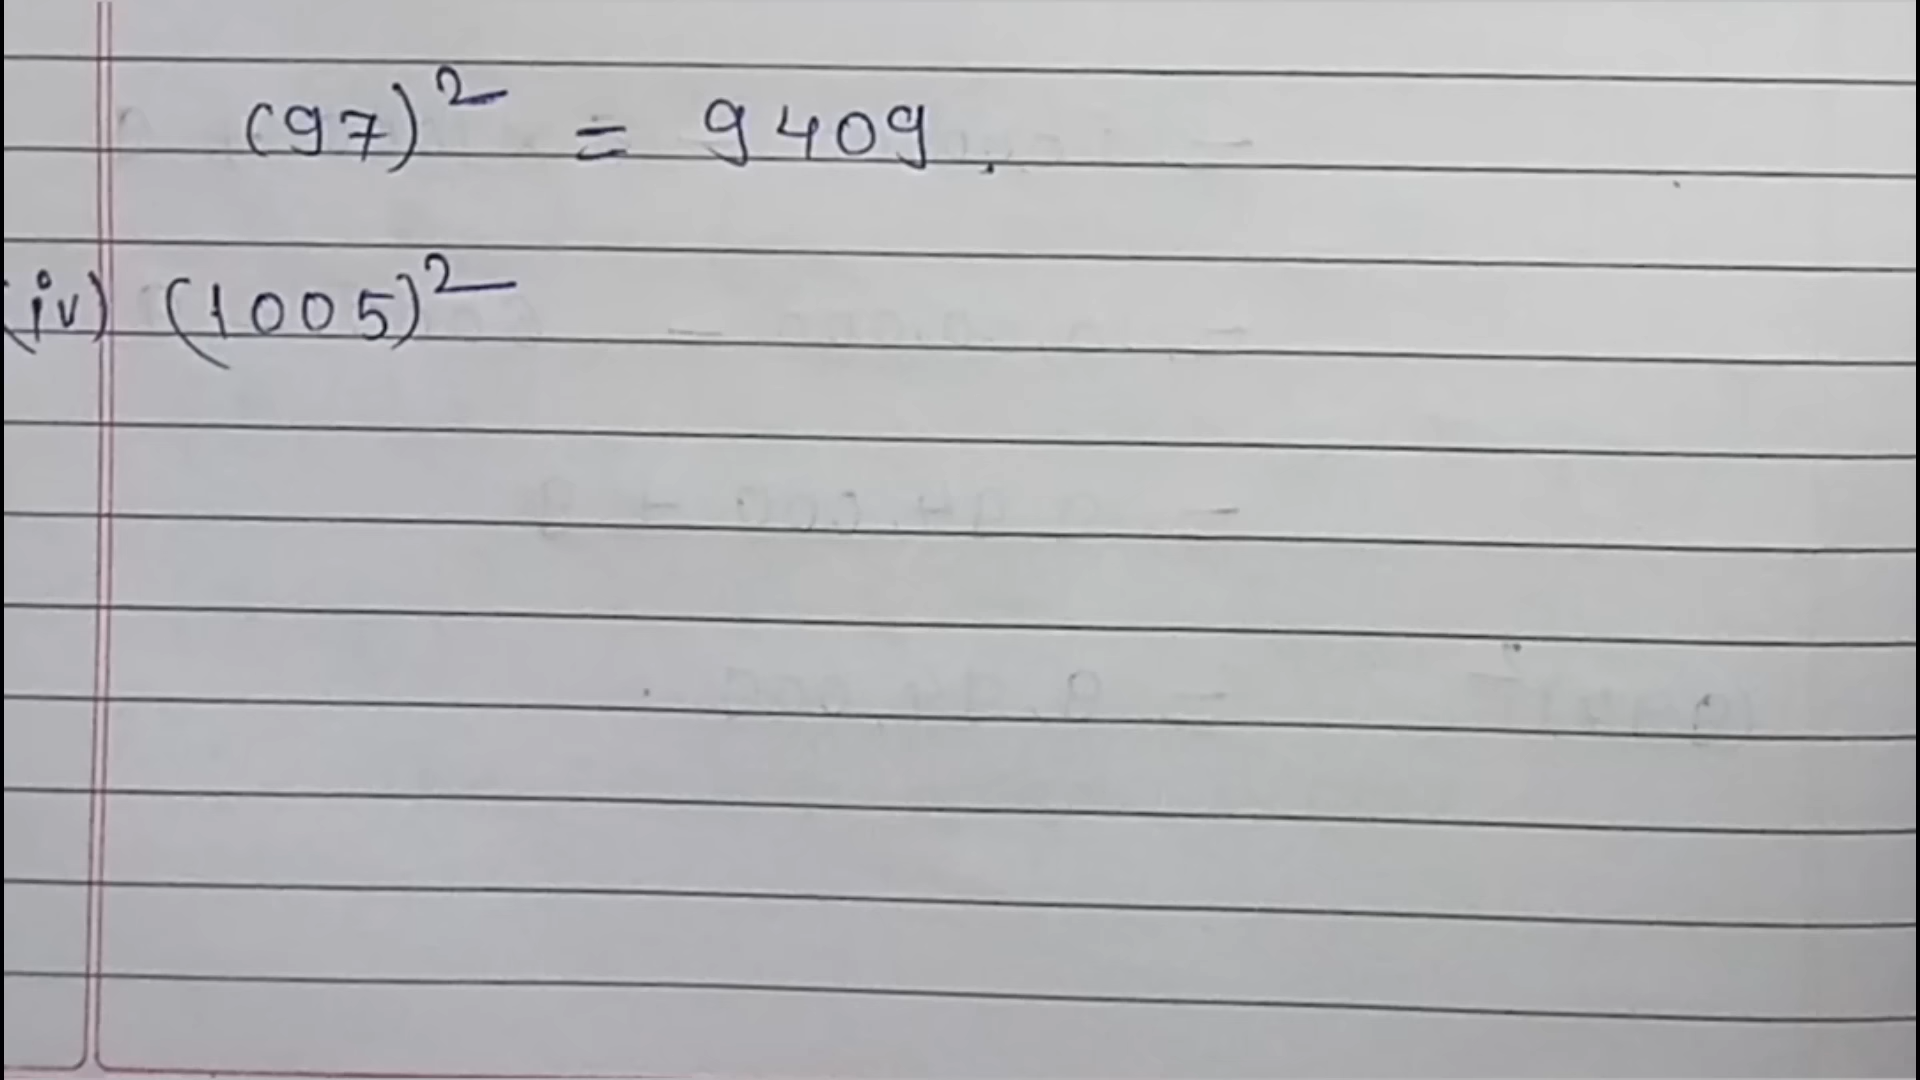 (97)² = 9409.
(iv) (1005)²